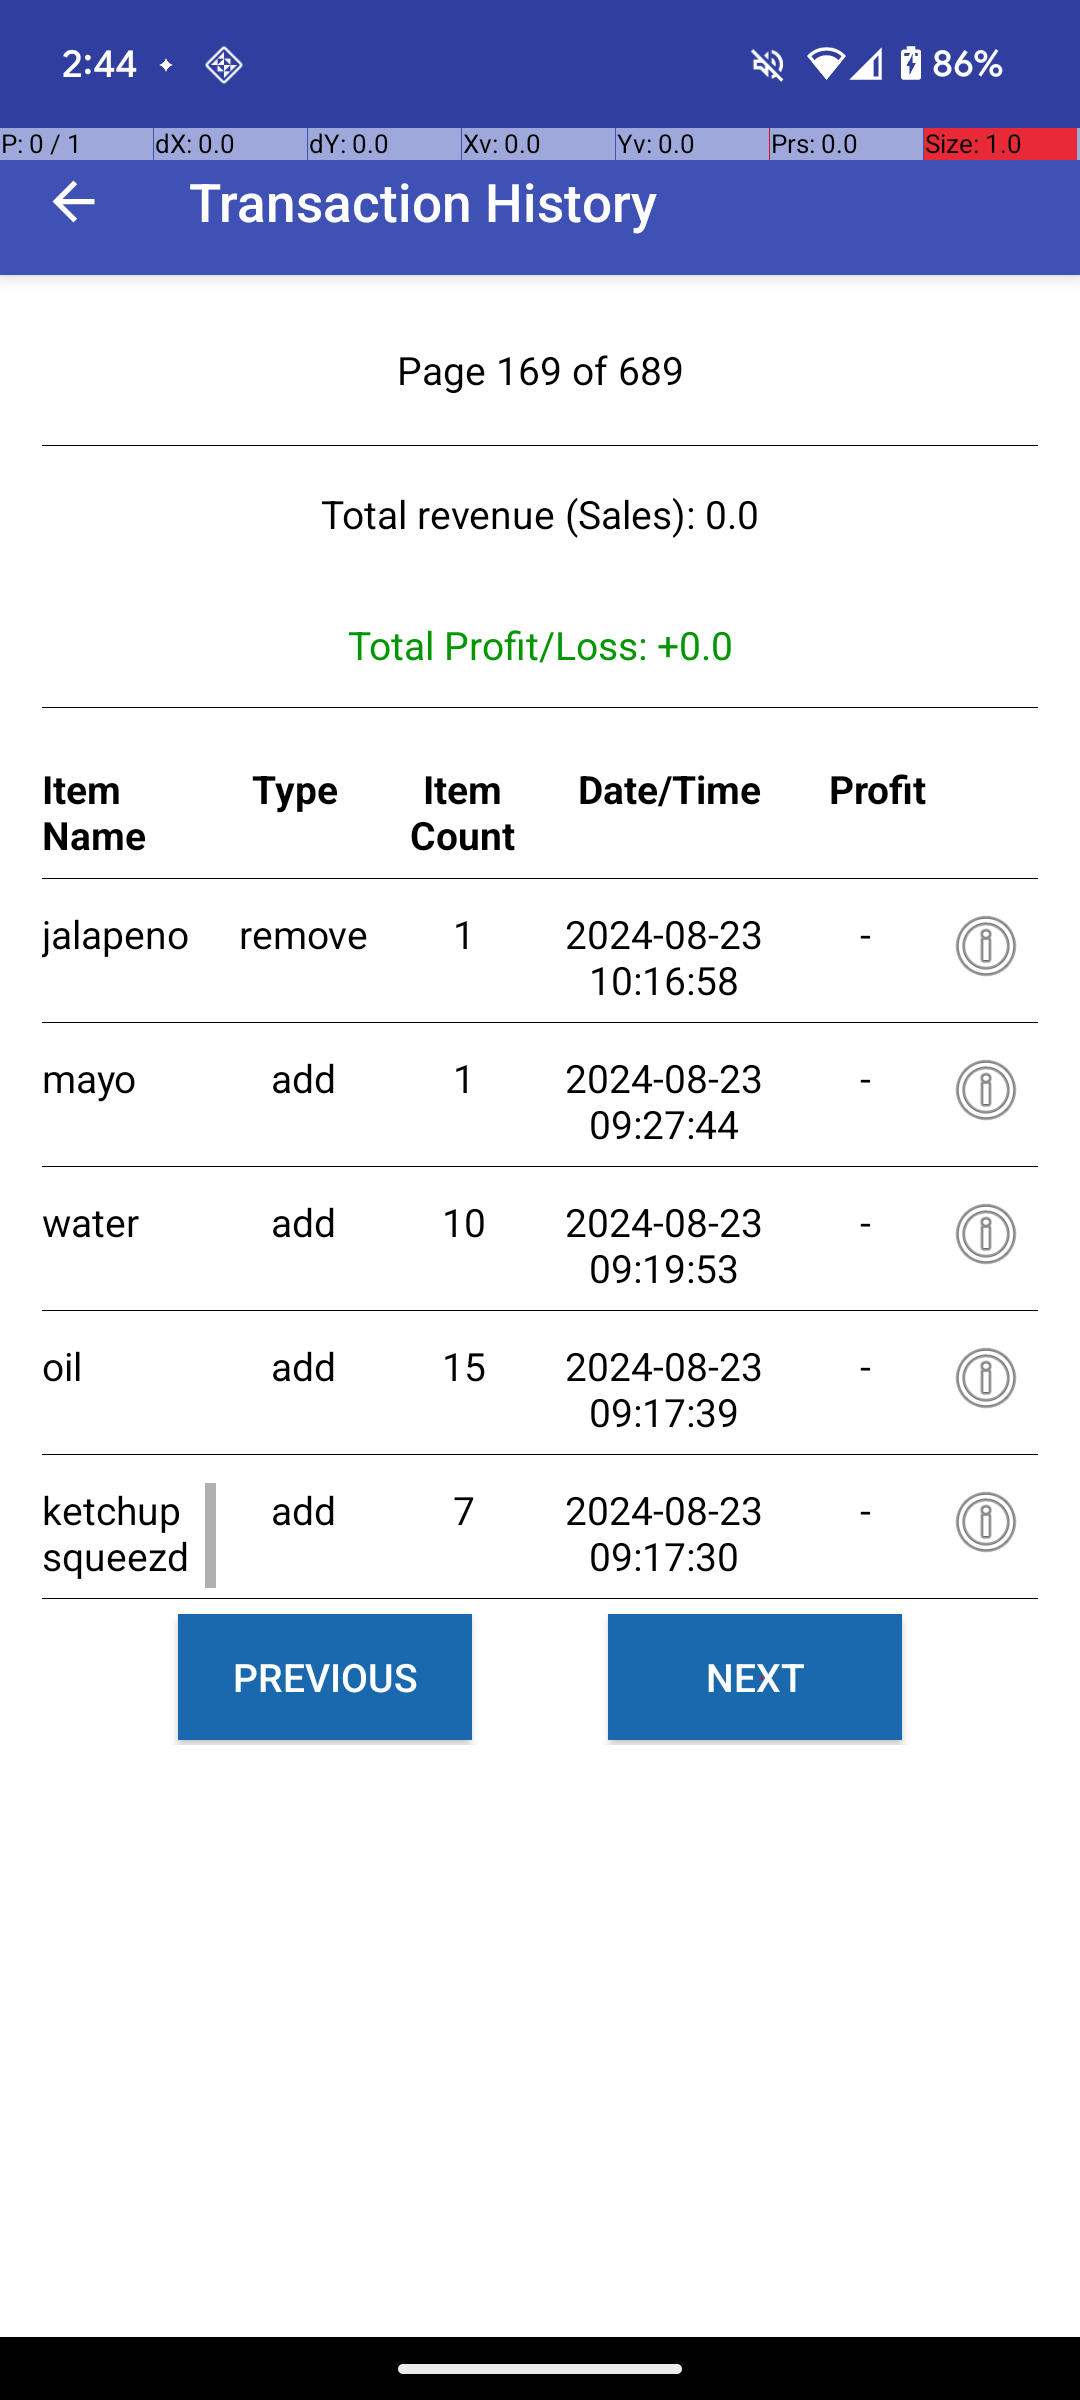 2:44 86%
P: 0 / 1 dX: 0.0 dY: 0.0 Xv: 0.0 Yv: 0.0 Prs: 0.0 Size: 1.0
Transaction History
Page 169 of 689
Total revenue (Sales): 0.0
Total Profit/Loss: +0.0
Item Name Type Item Count Date/Time Profit
jalapeno remove 1 2024-08-23 10:16:58 -
mayo add 1 2024-08-23 09:27:44 -
water add 10 2024-08-23 09:19:53 -
oil add 15 2024-08-23 09:17:39 -
ketchup squeezd add 7 2024-08-23 09:17:30 -
PREVIOUS NEXT